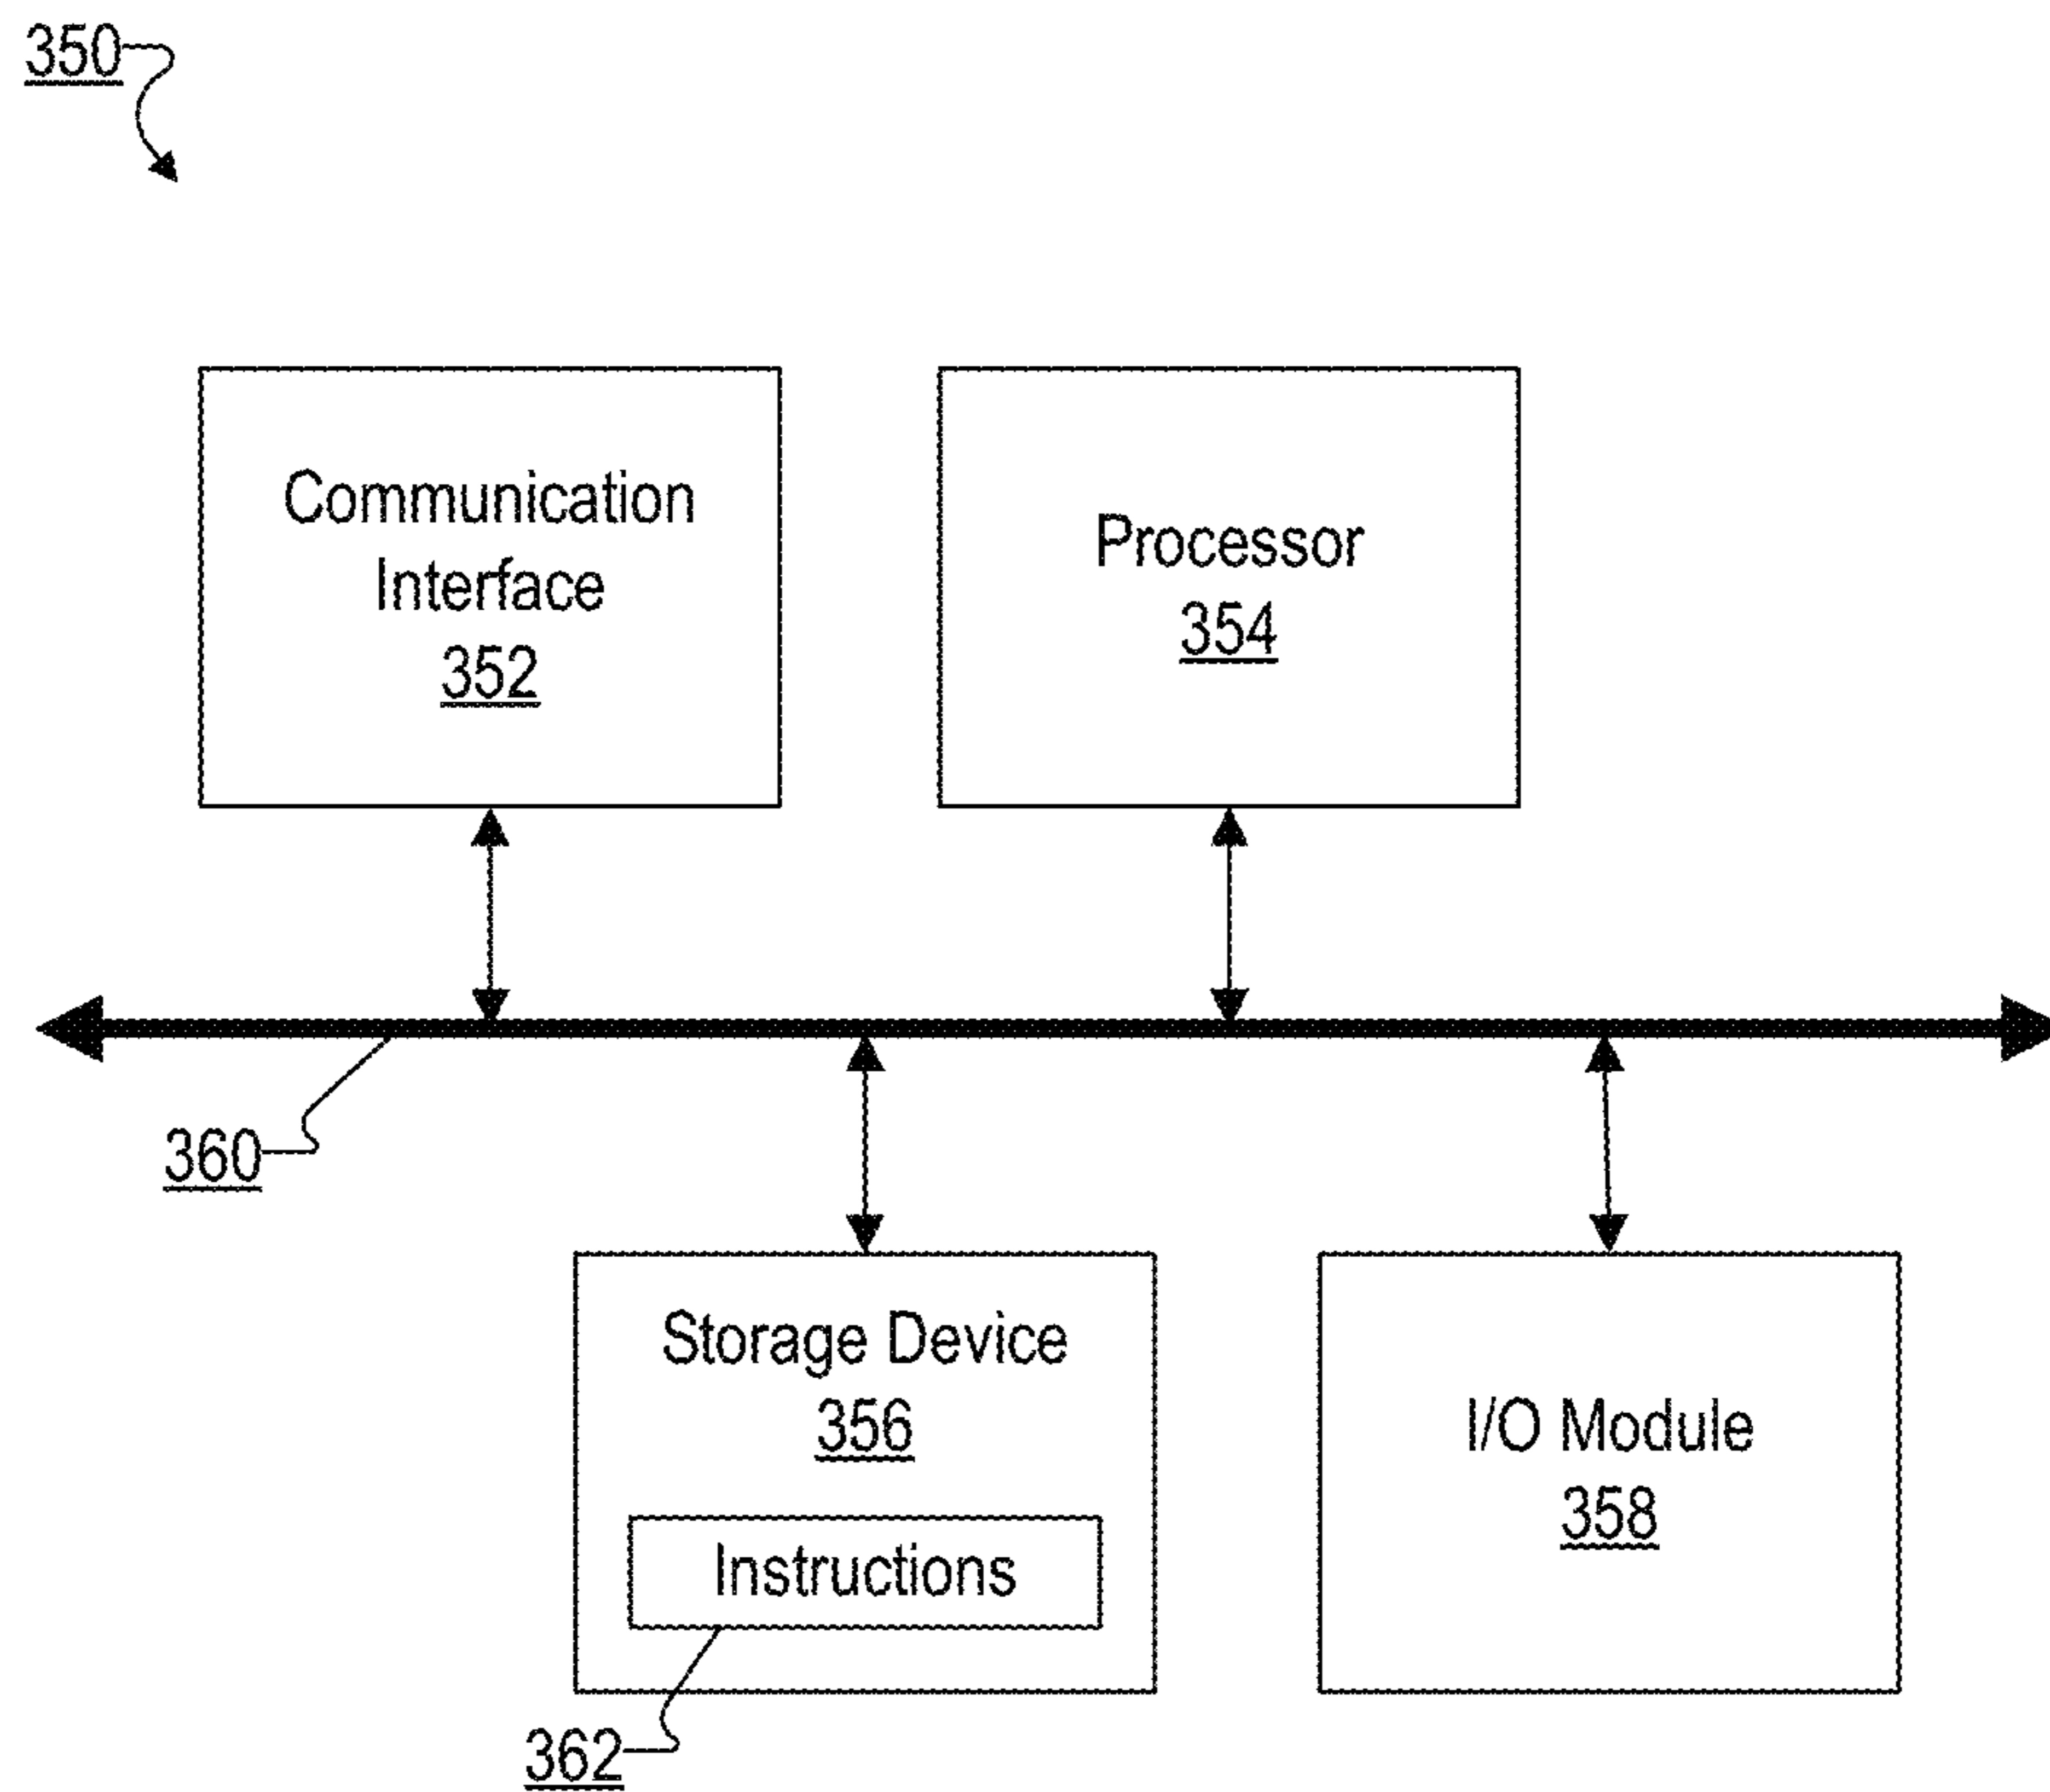 350
Communication
Interface
352
Processor
354
360
Storage Device
356
Instructions
362
I/O Module
358